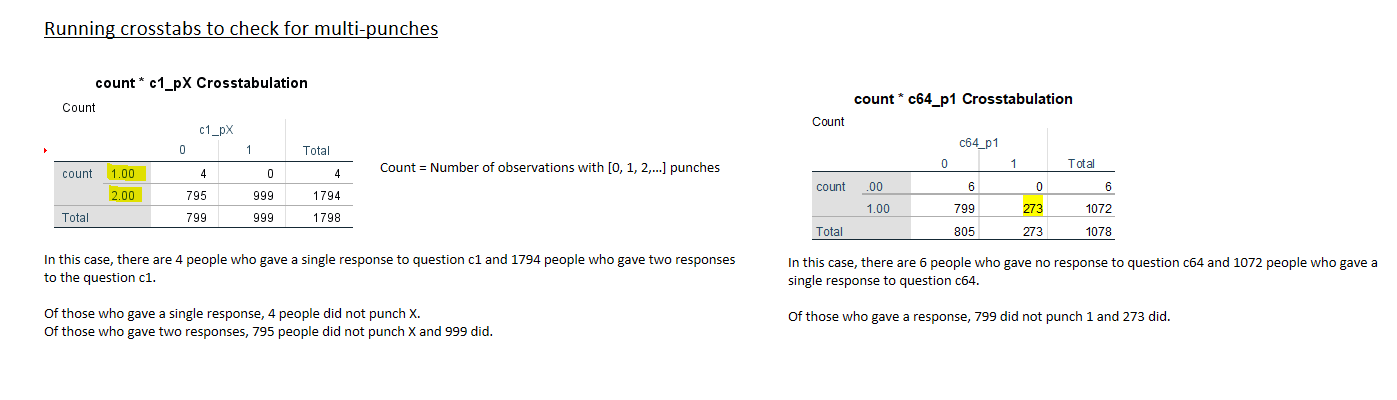 Running crosstabs to check for multi-punches
count * c1_pX Crosstabulation
Count
c1_pX
0 1 Total
count 1.00 4 0 4
2.00 795 999 1794
Total 799 999 1798
Count = Number of observations with [0, 1, 2,...] punches
In this case, there are 4 people who gave a single response to question c1 and 1794 people who gave two responses
to the question c1.
Of those who gave a single response, 4 people did not punch X.
Of those who gave two responses, 795 people did not punch X and 999 did.
count * c64_p1 Crosstabulation
Count
c64_p1
0 1 Total
count .00 6 0 6
1.00 799 273 1072
Total 805 273 1078
In this case, there are 6 people who gave no response to question c64 and 1072 people who gave a
single response to question c64.
Of those who gave a response, 799 did not punch 1 and 273 did.